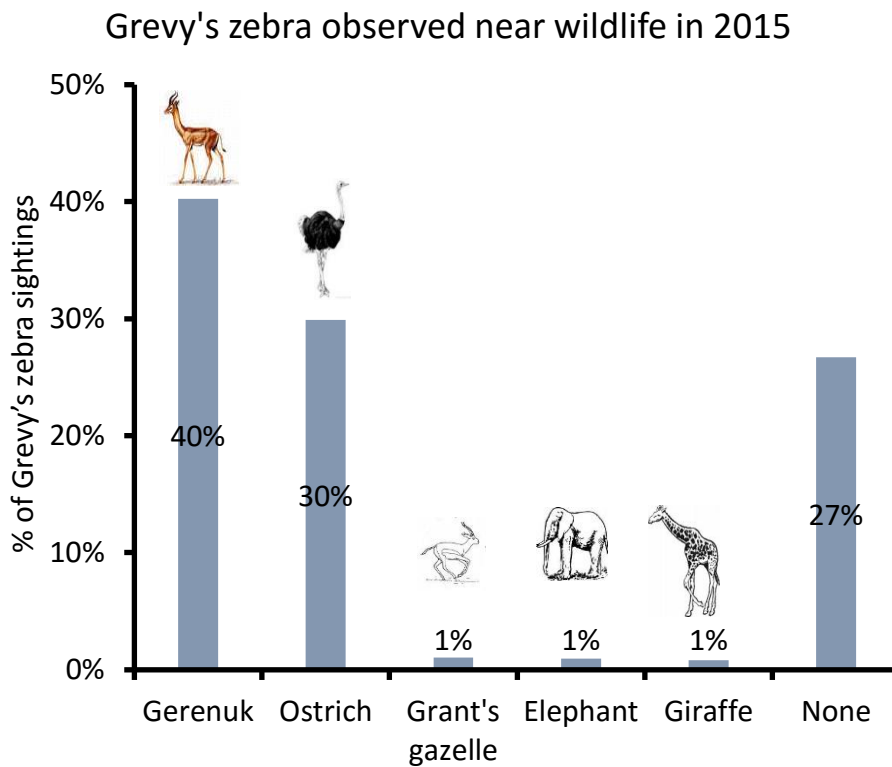 Grevy's zebra observed near wildlife in 2015
% of Grevy’s zebra sightings
50%
40%
30%
20%
10%
0%
40%
30%
1%
1%
1%
27%
Gerenuk
Ostrich
Grant's
gazelle
Elephant
Giraffe
None